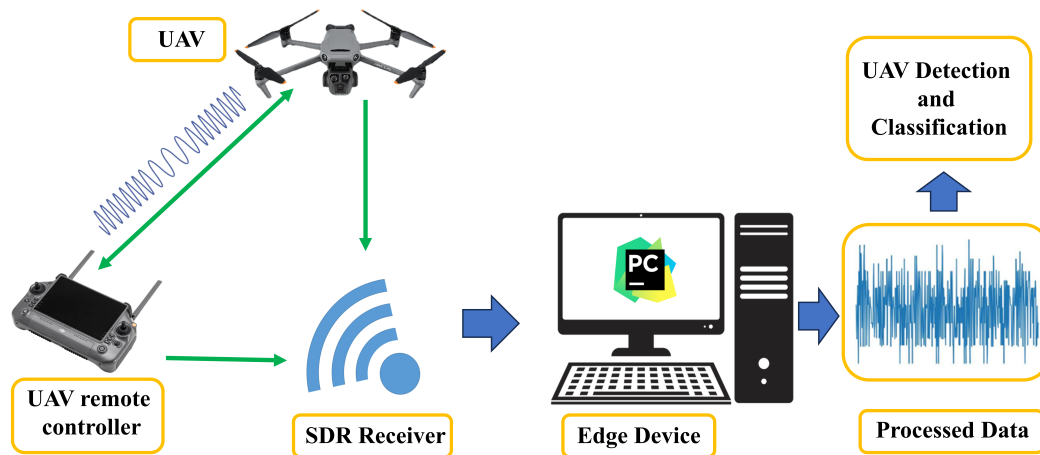 UAV
UAV Detection
and
Classification
PC
UAV remote
controller
SDR Receiver
Edge Device
Processed Data